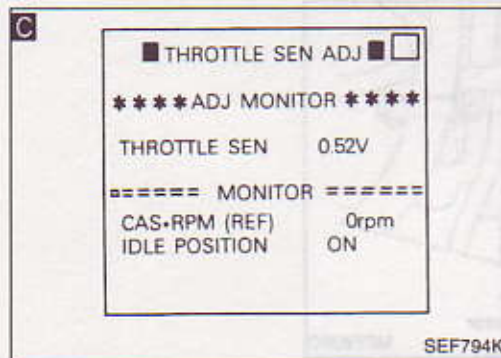 C
■ THROTTLE SEN ADJ ■ □
****ADJ MONITOR ****
THROTTLE SEN 0.52V
====== MONITOR ======
CAS•RPM (REF) 0rpm
IDLE POSITION ON
SEF794K